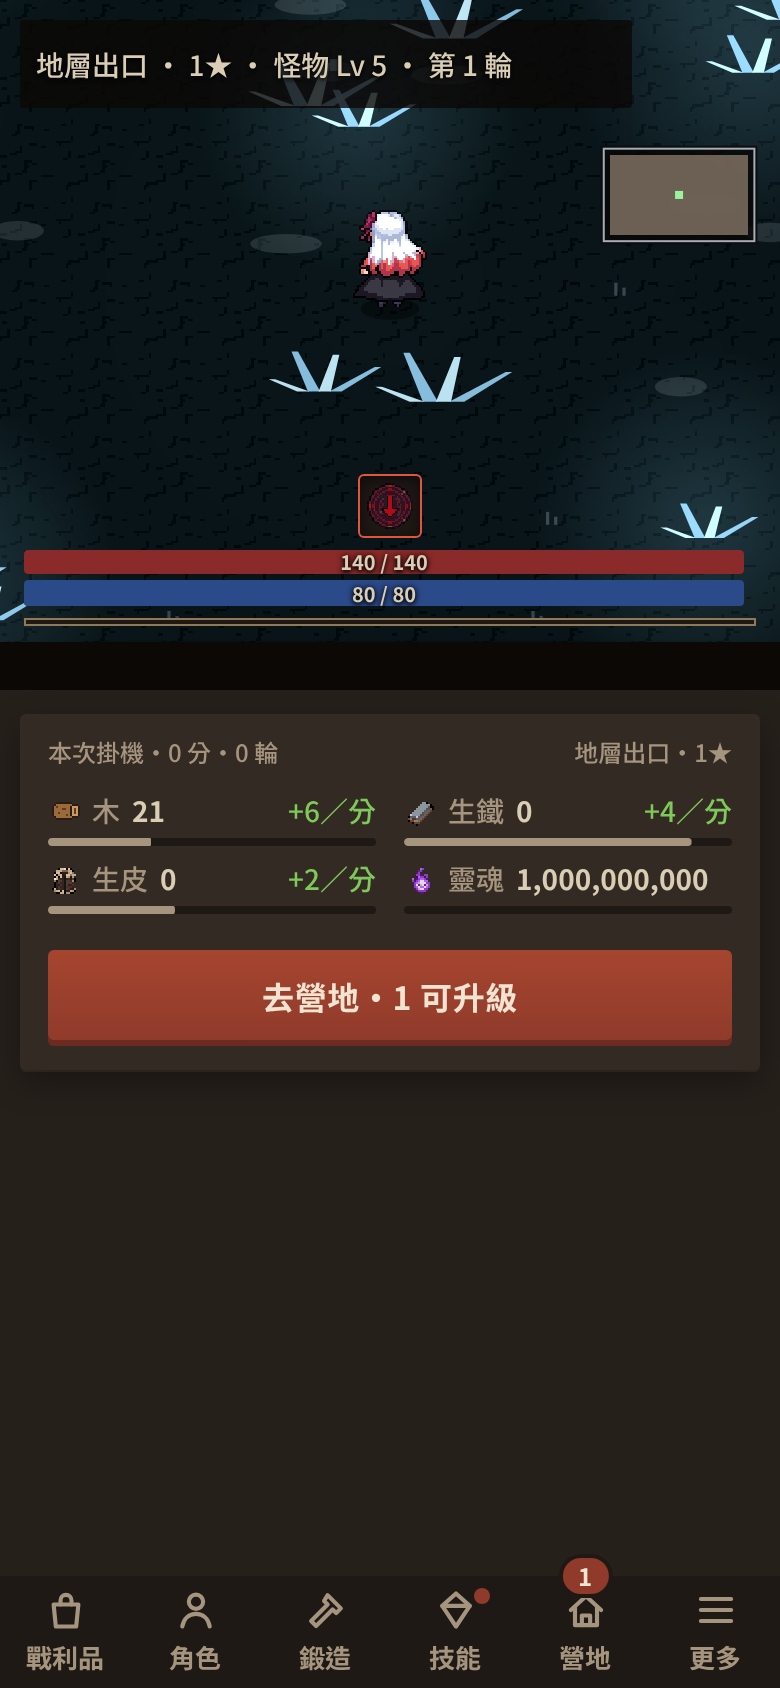 地層出口 • 1★ • 怪物 Lv 5 • 第 1 輪
140 / 140
80 / 80
本次掛機・0 分・0 輪
地層出口・1★
木 21 +6／分
生鐵 0 +4／分
生皮 0 +2／分
靈魂 1,000,000,000
去營地・1 可升級
1
戰利品
角色
鍛造
技能
營地
更多